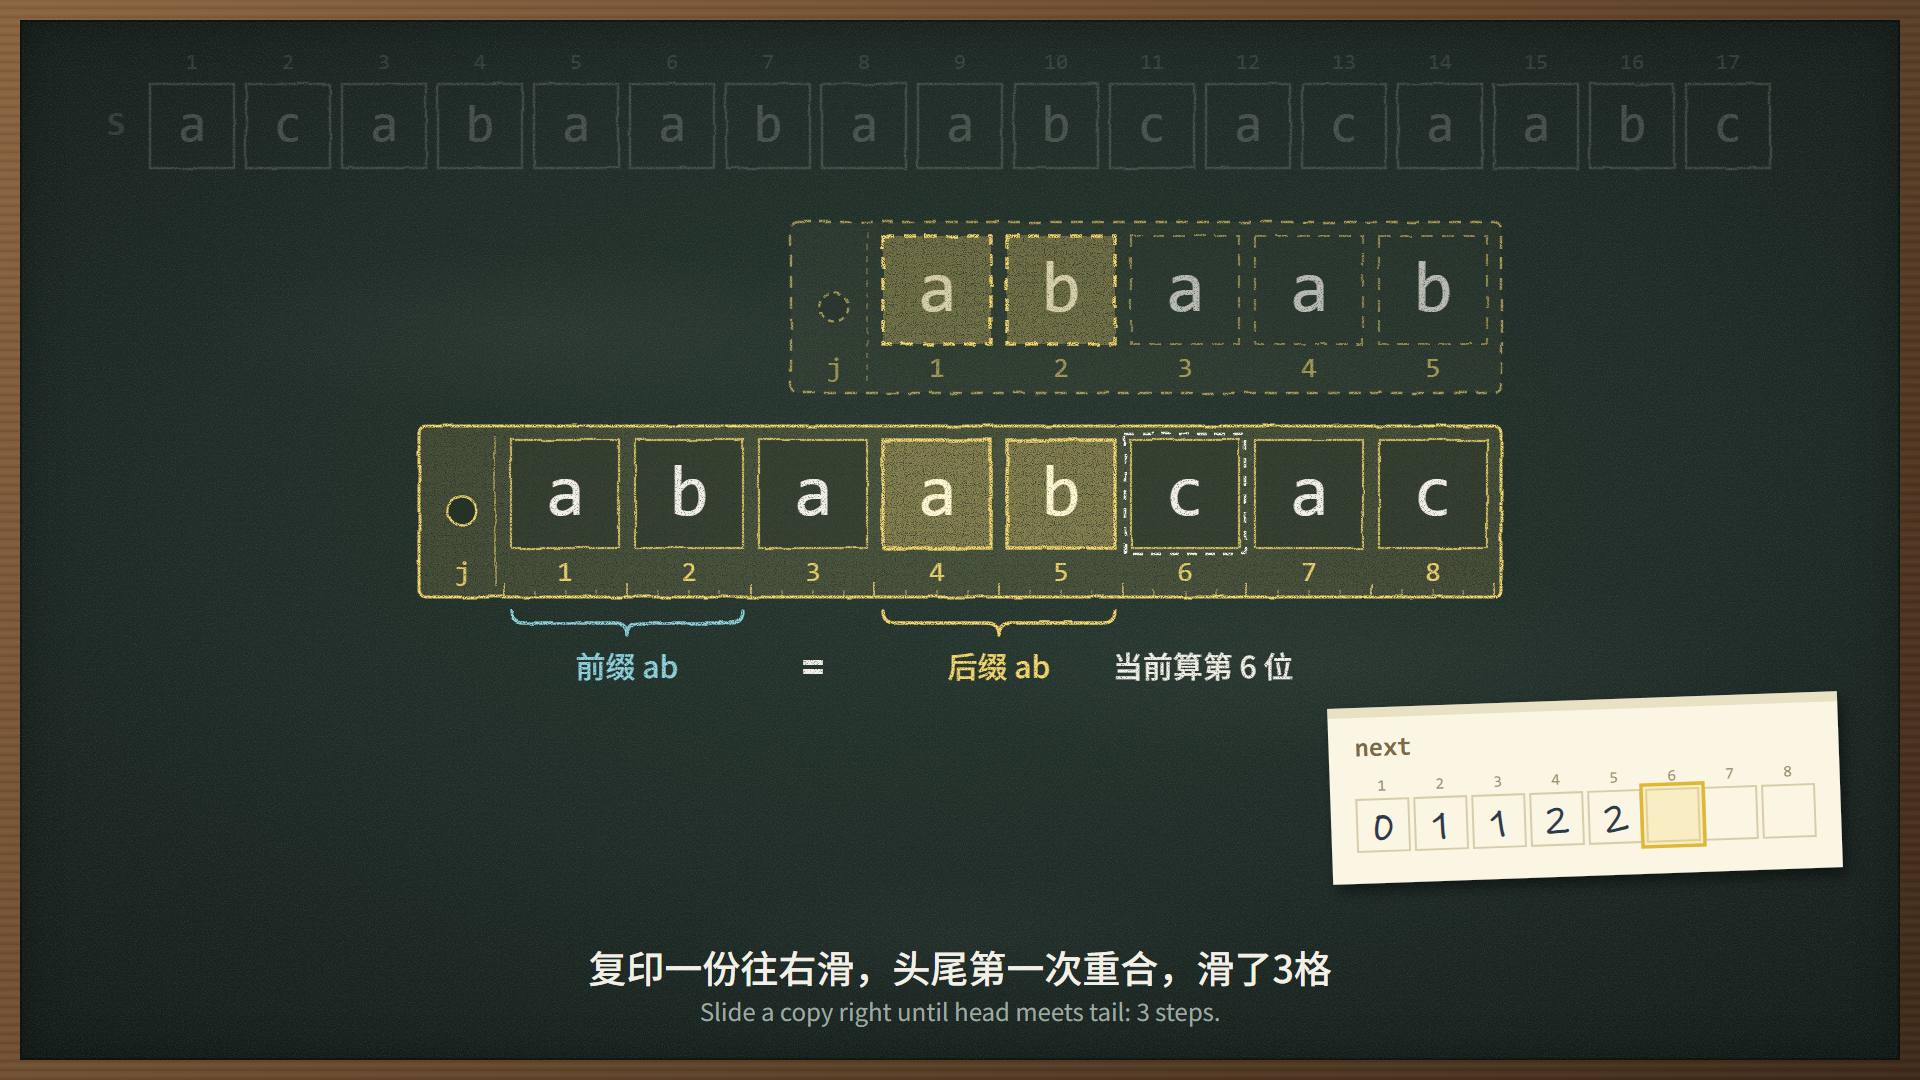 1 2 3 4 5 6 7 8 9 10 11 12 13 14 15 16 17
s a c a b a a b a a b c a c a a b c
a b a a b
j 1 2 3 4 5
a b a a b c a c
j 1 2 3 4 5 6 7 8
前缀 ab = 后缀 ab 当前算第 6 位
next
1 2 3 4 5 6 7 8
0 1 1 2 2
复印一份往右滑，头尾第一次重合，滑了3格
Slide a copy right until head meets tail: 3 steps.